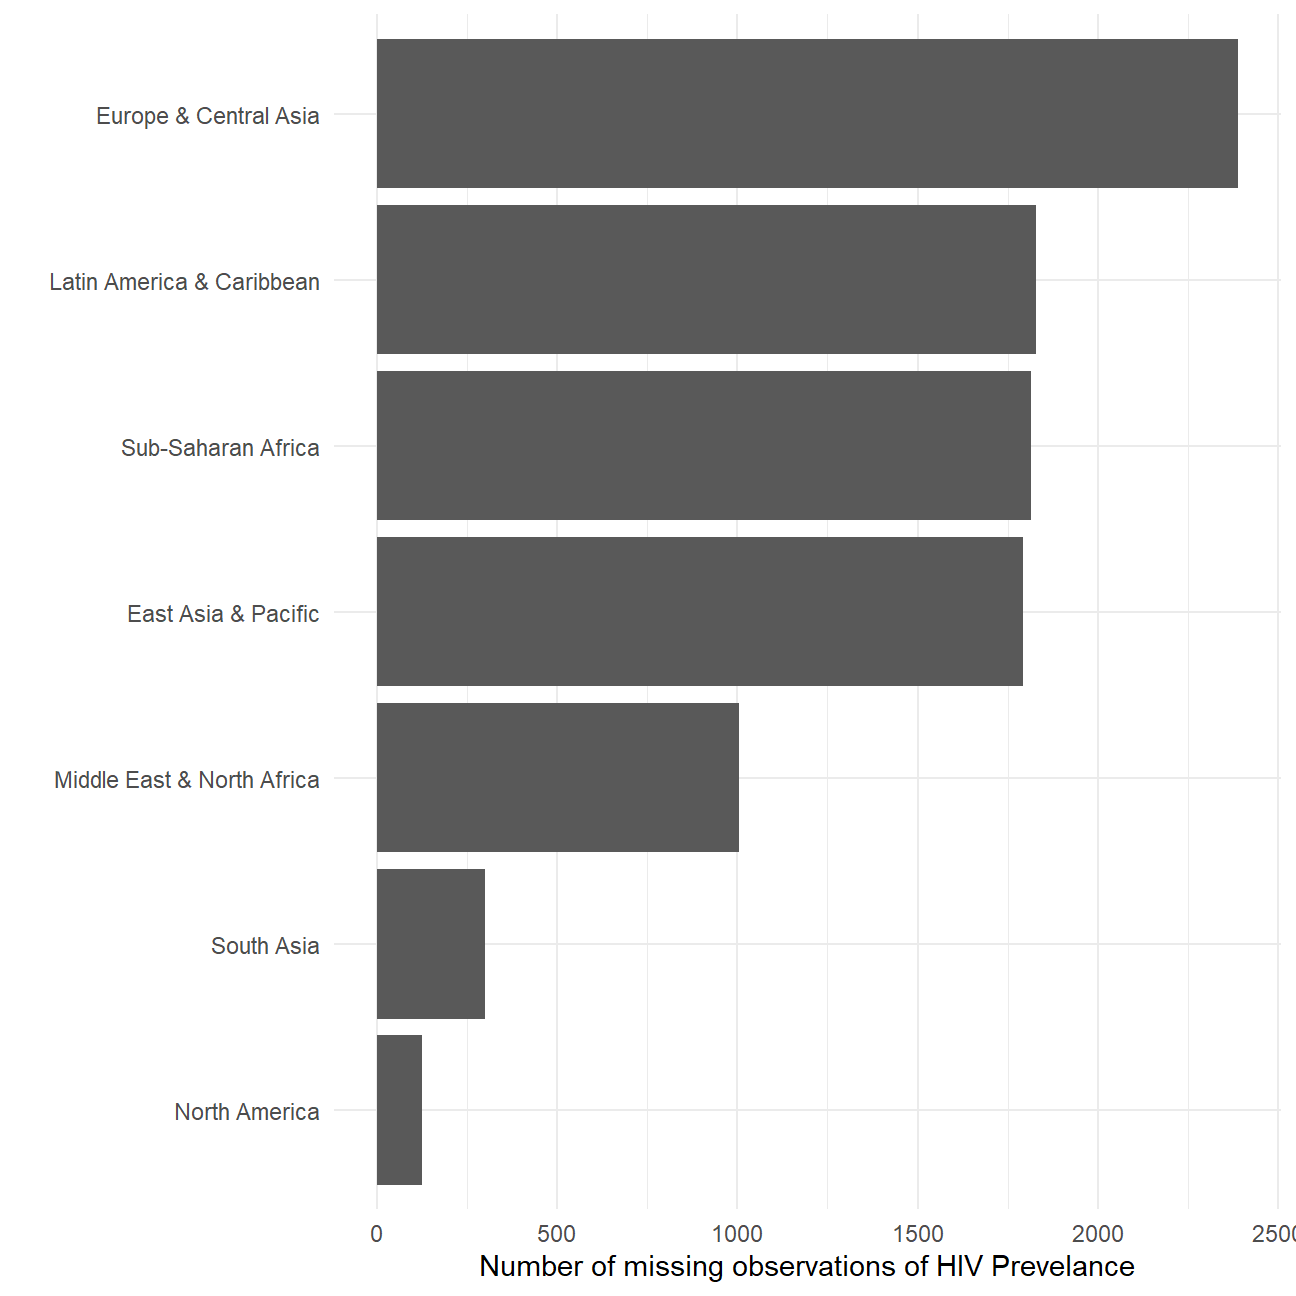 Europe & Central Asia
Latin America & Caribbean
Sub-Saharan Africa
East Asia & Pacific
Middle East & North Africa
South Asia
North America
0 500 1000 1500 2000 2500
Number of missing observations of HIV Prevelance